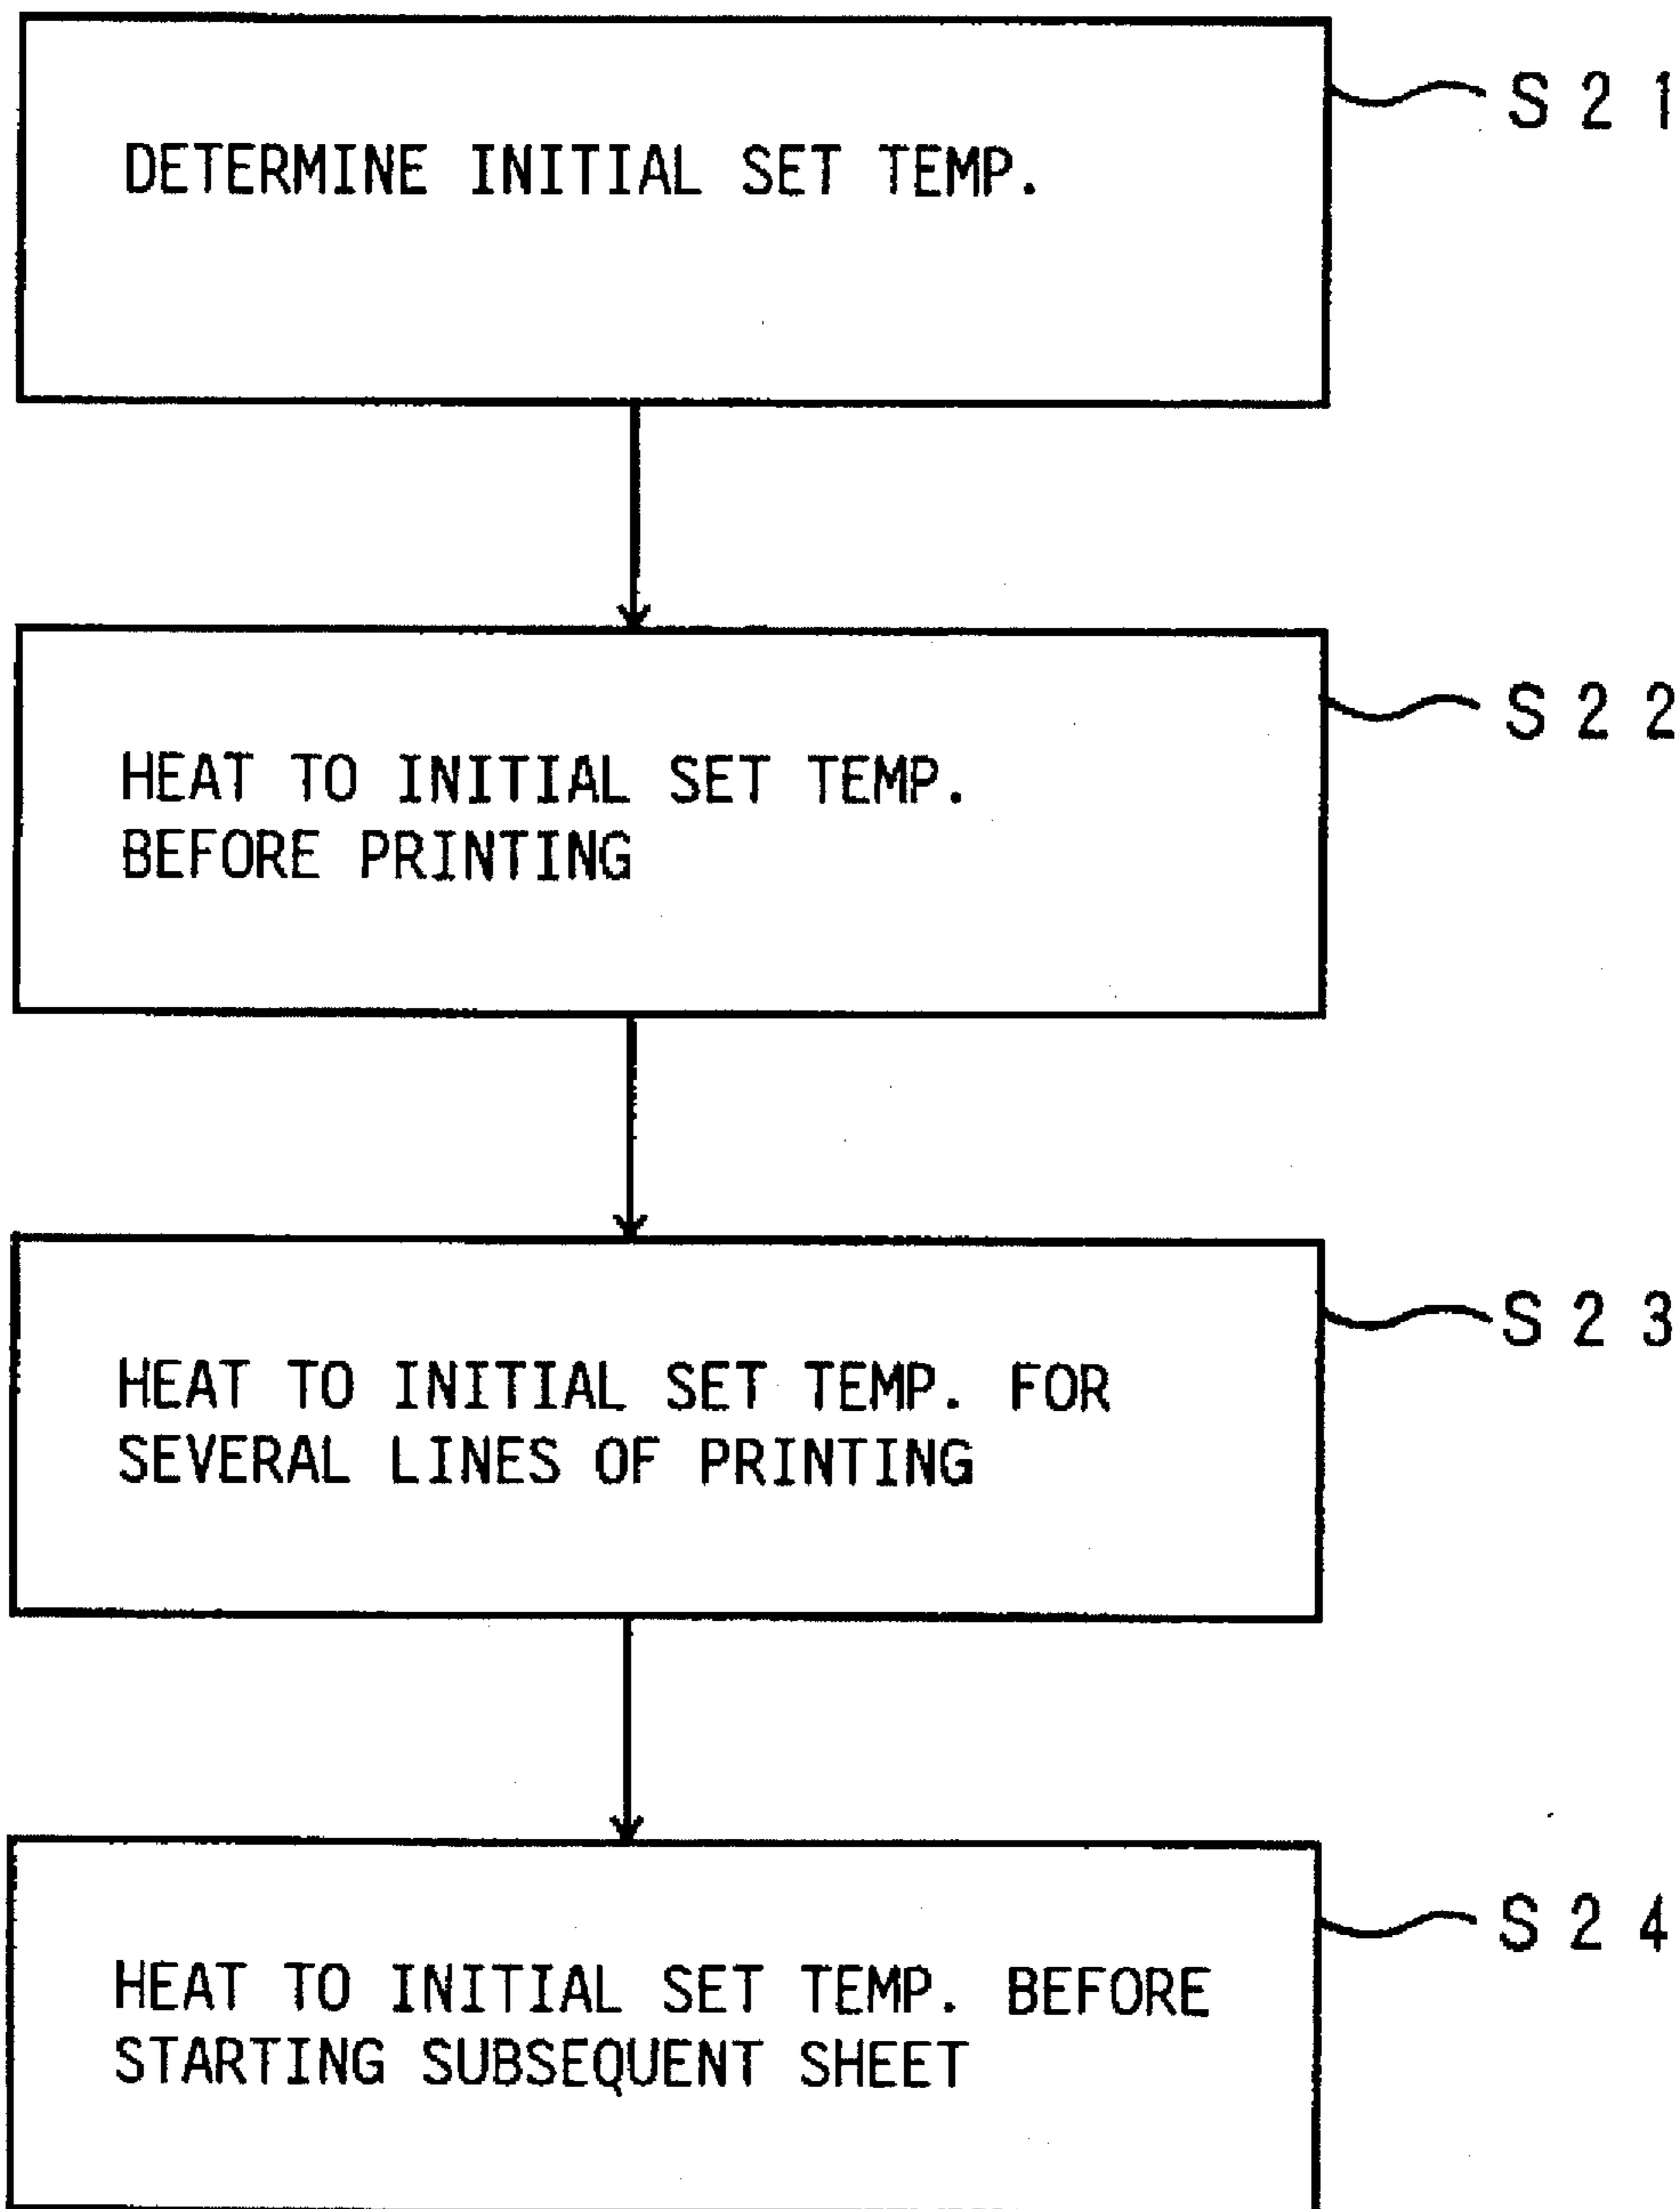 DETERMINE INITIAL SET TEMP.
S21
HEAT TO INITIAL SET TEMP.
BEFORE PRINTING
S22
HEAT TO INITIAL SET TEMP. FOR
SEVERAL LINES OF PRINTING
S23
HEAT TO INITIAL SET TEMP. BEFORE
STARTING SUBSEQUENT SHEET
S24